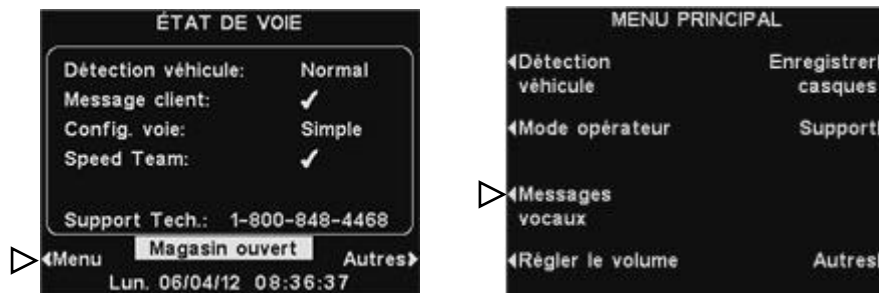 ÉTAT DE VOIE
Détection véhicule: Normal
Message client: ✓
Config. voie: Simple
Speed Team: ✓
Support Tech.: 1-800-848-4468
Magasin ouvert
Menu Autres
Lun. 06/04/12 08:36:37
MENU PRINCIPAL
Détection véhicule
Enregistrer casques
Mode opérateur
Support
Messages vocaux
Régler le volume
Autres